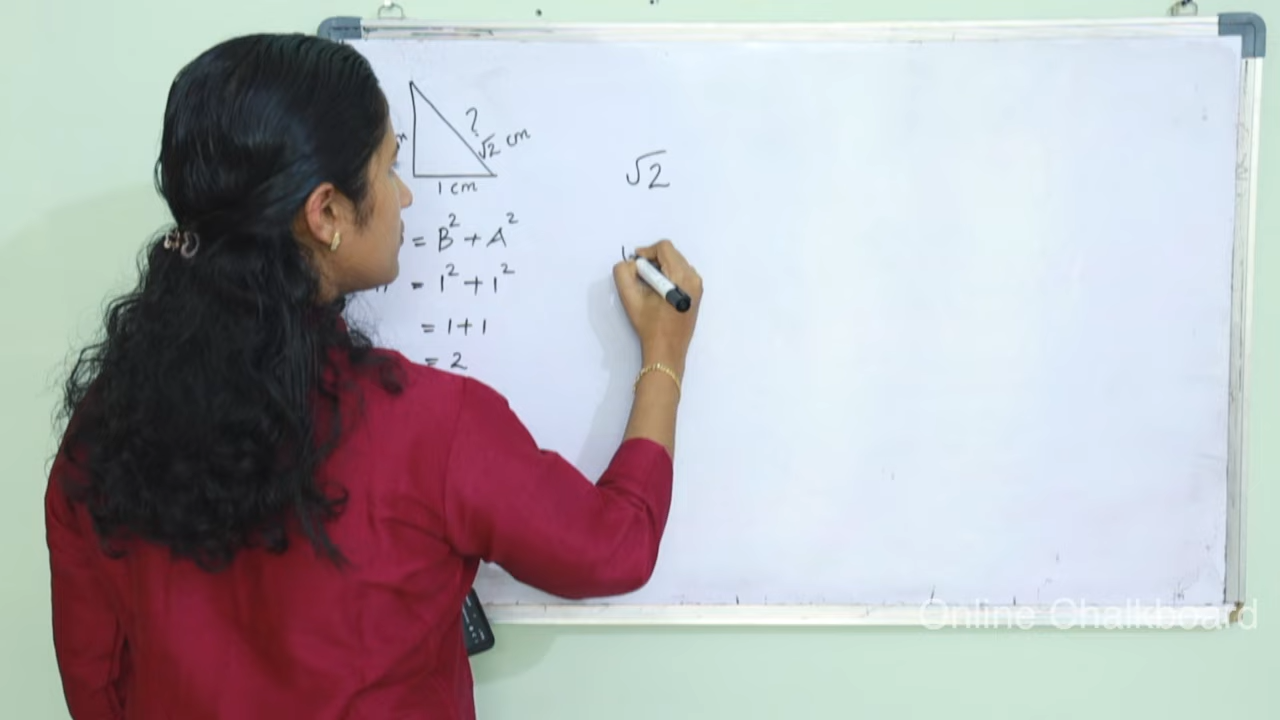 ?
√2 cm
1 cm
= B² + A²
= 1² + 1²
= 1+1
= 2
√2
Online Chalkboard